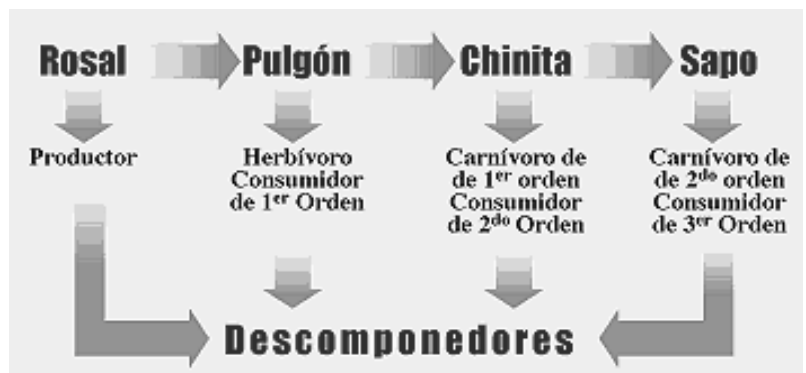 Rosal Pulgón Chinita Sapo
Productor
Herbívoro
Consumidor
de 1er Orden
Carnívoro de
de 1er orden
Consumidor
de 2do Orden
Carnívoro de
de 2do orden
Consumidor
de 3er Orden
Descomponedores